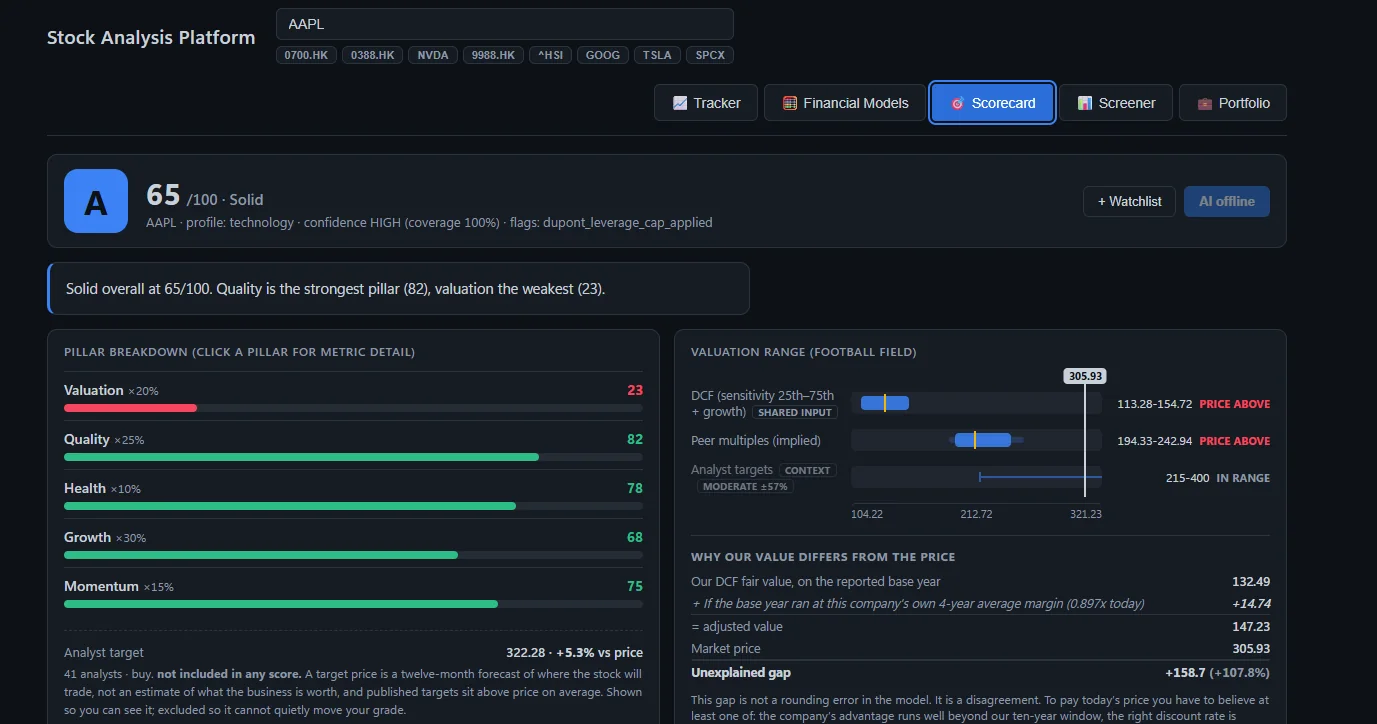 Stock Analysis Platform
AAPL
0700.HK 0388.HK NVDA 9988.HK ^HSI GOOG TSLA SPCX
Tracker Financial Models Scorecard Screener Portfolio
A
65 /100 · Solid
AAPL · profile: technology · confidence HIGH (coverage 100%) · flags: dupont_leverage_cap_applied
+ Watchlist AI offline
Solid overall at 65/100. Quality is the strongest pillar (82), valuation the weakest (23).
PILLAR BREAKDOWN (CLICK A PILLAR FOR METRIC DETAIL)
Valuation ×20% 23
Quality ×25% 82
Health ×10% 78
Growth ×30% 68
Momentum ×15% 75
Analyst target 322.28 · +5.3% vs price
41 analysts · buy. not included in any score. A target price is a twelve-month forecast of where the stock will
trade, not an estimate of what the business is worth, and published targets sit above price on average. Shown
so you can see it; excluded so it cannot quietly move your grade.
VALUATION RANGE (FOOTBALL FIELD)
305.93
DCF (sensitivity 25th–75th
+ growth) SHARED INPUT 113.28-154.72 PRICE ABOVE
Peer multiples (implied) 194.33-242.94 PRICE ABOVE
Analyst targets CONTEXT
MODERATE ±57% 215-400 IN RANGE
104.22 212.72 321.23
WHY OUR VALUE DIFFERS FROM THE PRICE
Our DCF fair value, on the reported base year 132.49
+ If the base year ran at this company's own 4-year average margin (0.897x today) +14.74
= adjusted value 147.23
Market price 305.93
Unexplained gap +158.7 (+107.8%)
This gap is not a rounding error in the model. It is a disagreement. To pay today's price you have to believe at
least one of: the company's advantage runs well beyond our ten-year window, the right discount rate is